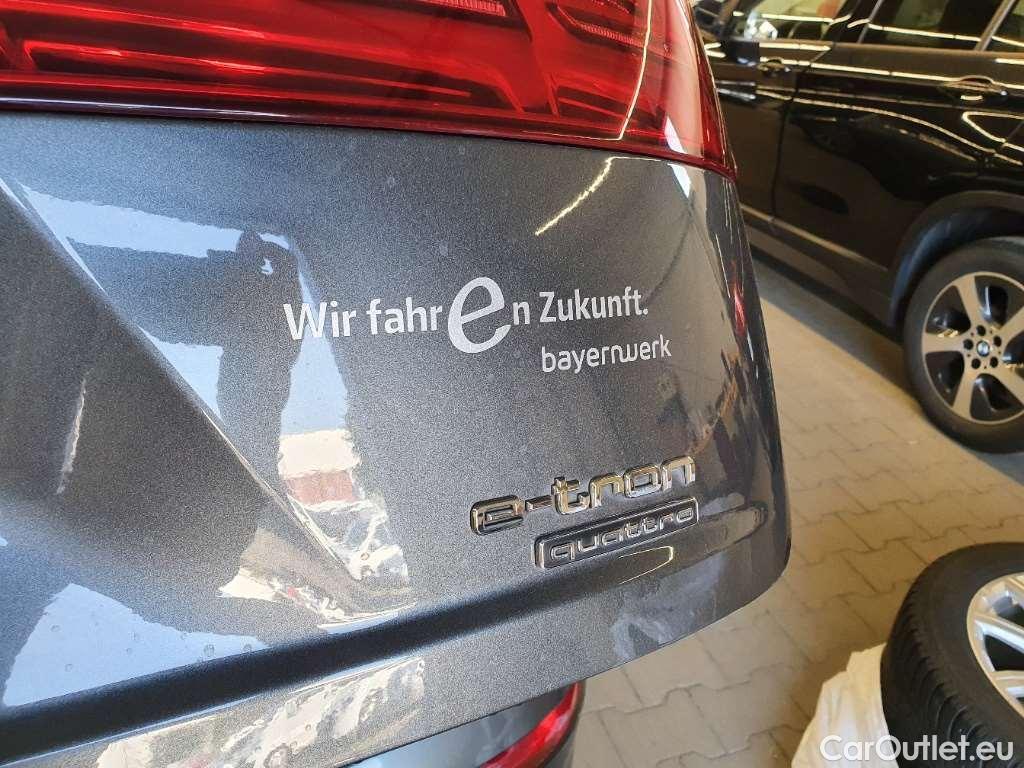 Wir fahren Zukunft.
bayernwerk
e-tron
quattro
CarOutlet.eu